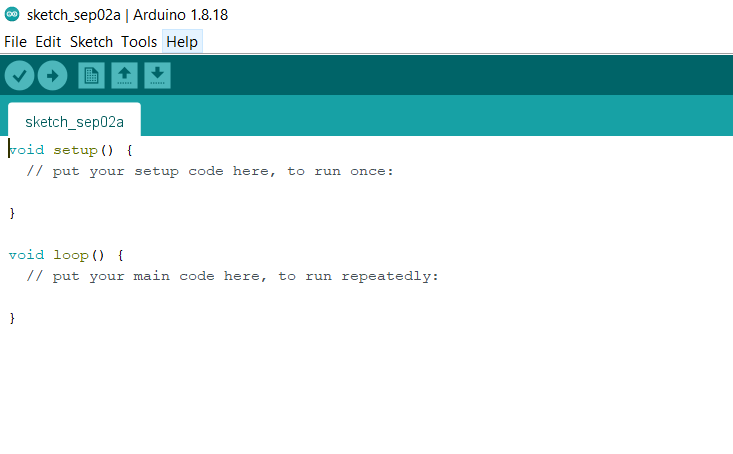 sketch_sep02a | Arduino 1.8.18
File Edit Sketch Tools Help
sketch_sep02a
void setup() {
  // put your setup code here, to run once:
}
void loop() {
  // put your main code here, to run repeatedly:
}